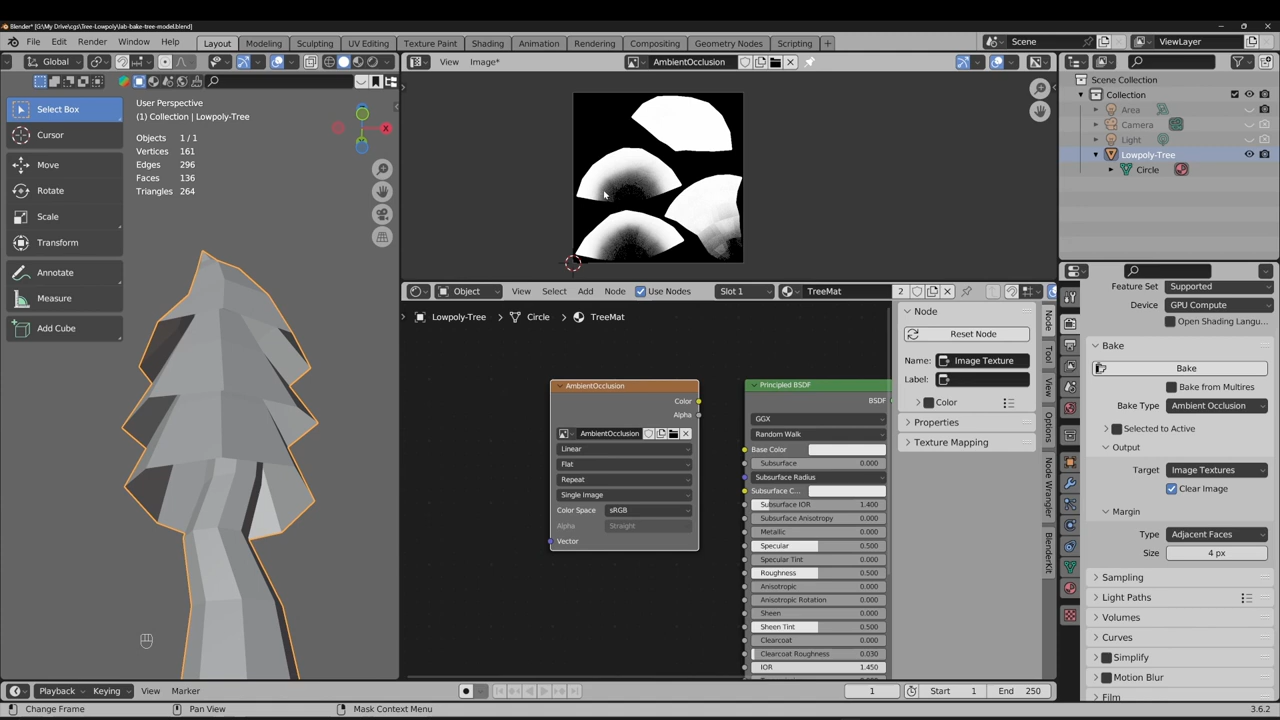 Blender* [G:\My Drive\cgs\Tree-Lowpoly\lab-bake-tree-model.blend]
File Edit Render Window Help Layout Modeling Sculpting UV Editing Texture Paint Shading Animation Rendering Compositing Geometry Nodes Scripting + Scene ViewLayer
Global
View Image* AmbientOcclusion
Select Box
Cursor
Move
Rotate
Scale
Transform
Annotate
Measure
Add Cube
User Perspective
(1) Collection | Lowpoly-Tree
Objects 1 / 1
Vertices 161
Edges 296
Faces 136
Triangles 264
X
Object View Select Add Node Use Nodes Slot 1 TreeMat 2
Lowpoly-Tree > Circle > TreeMat
AmbientOcclusion
Color
Alpha
AmbientOcclusion
Linear
Flat
Repeat
Single Image
Color Space sRGB
Alpha Straight
Vector
Principled BSDF
BSDF
GGX
Random Walk
Base Color
Subsurface 0.000
Subsurface Radius
Subsurface C...
Subsurface IOR 1.400
Subsurface Anisotropy 0.000
Metallic 0.000
Specular 0.500
Specular Tint 0.000
Roughness 0.500
Anisotropic 0.000
Anisotropic Rotation 0.000
Sheen 0.000
Sheen Tint 0.500
Clearcoat 0.000
Clearcoat Roughness 0.030
IOR 1.450
Node
Reset Node
Name: Image Texture
Label:
Color
Properties
Texture Mapping
Node
Tool
View
Options
Node Wrangler
BlenderKit
Scene Collection
Collection
Area
Camera
Light
Lowpoly-Tree
Circle
Feature Set Supported
Device GPU Compute
Open Shading Langu...
Bake
Bake
Bake from Multires
Bake Type Ambient Occlusion
Selected to Active
Output
Target Image Textures
Clear Image
Margin
Type Adjacent Faces
Size 4 px
Sampling
Light Paths
Volumes
Curves
Simplify
Motion Blur
Film
Playback Keying View Marker 1 Start 1 End 250
Change Frame Pan View Mask Context Menu 3.6.2